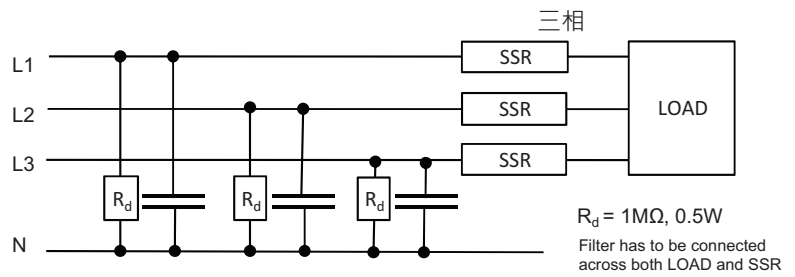 三相
L1
SSR
L2
SSR
LOAD
L3
SSR
Rd
Rd
Rd
Rd = 1MΩ, 0.5W
N
Filter has to be connected
across both LOAD and SSR